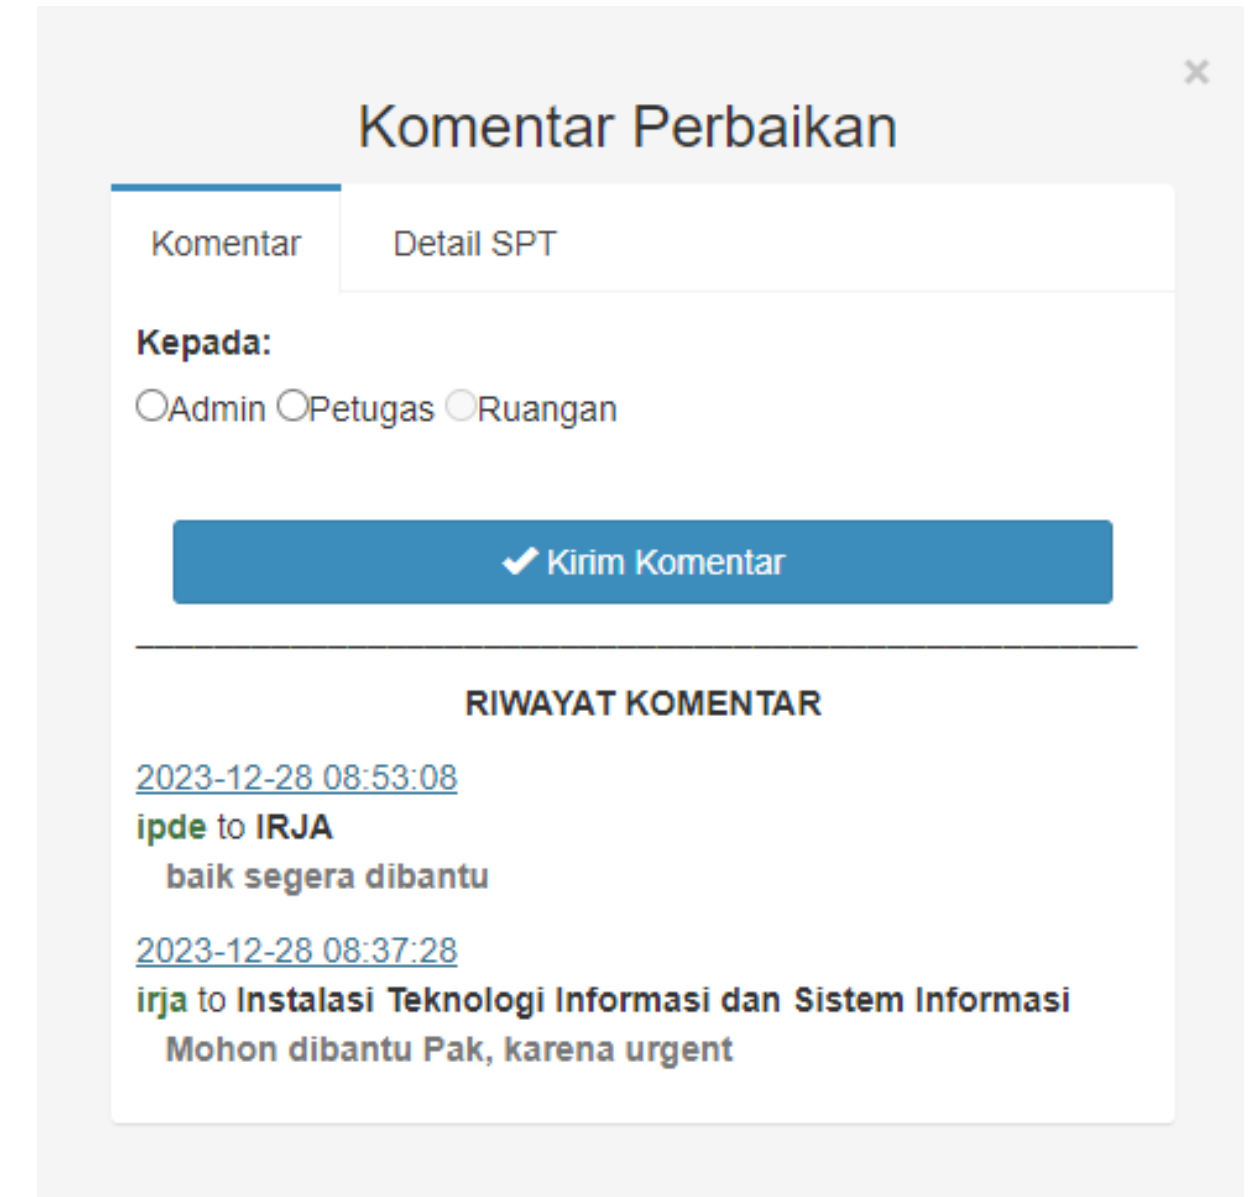 ×
Komentar Perbaikan
Komentar Detail SPT
Kepada:
Admin Petugas Ruangan
Kirim Komentar
RIWAYAT KOMENTAR
2023-12-28 08:53:08
ipde to IRJA
baik segera dibantu
2023-12-28 08:37:28
irja to Instalasi Teknologi Informasi dan Sistem Informasi
Mohon dibantu Pak, karena urgent